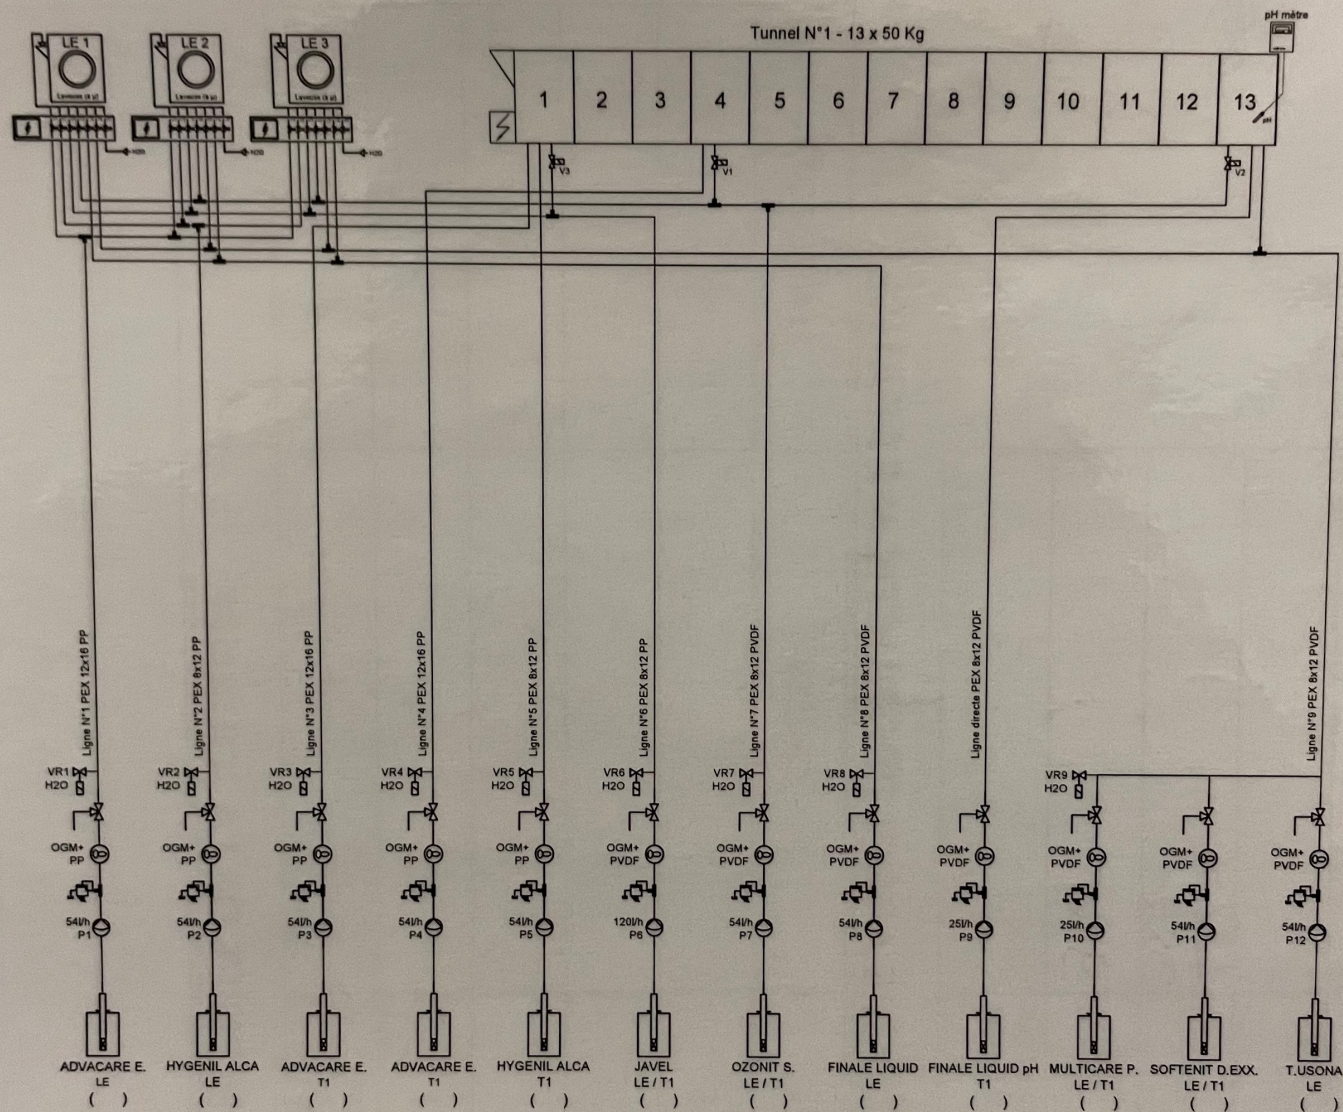 pH mètre
Tunnel N°1 - 13 x 50 Kg
LE 1
LE 2
LE 3
1
2
3
4
5
6
7
8
9
10
11
12
13
pH
H2O
H2O
H2O
V3
V1
V2
Ligne N°1 PEX 12x16 PP
Ligne N°2 PEX 8x12 PP
Ligne N°3 PEX 12x16 PP
Ligne N°4 PEX 12x16 PP
Ligne N°5 PEX 8x12 PP
Ligne N°6 PEX 8x12 PP
Ligne N°7 PEX 8x12 PVDF
Ligne N°8 PEX 8x12 PVDF
Ligne directe PEX 8x12 PVDF
Ligne N°9 PEX 8x12 PVDF
VR1
H2O
VR2
H2O
VR3
H2O
VR4
H2O
VR5
H2O
VR6
H2O
VR7
H2O
VR8
H2O
VR9
H2O
OGM+
PP
OGM+
PP
OGM+
PP
OGM+
PP
OGM+
PP
OGM+
PVDF
OGM+
PVDF
OGM+
PVDF
OGM+
PVDF
OGM+
PVDF
OGM+
PVDF
OGM+
PVDF
54l/h
P1
54l/h
P2
54l/h
P3
54l/h
P4
54l/h
P5
120l/h
P6
54l/h
P7
54l/h
P8
25l/h
P9
25l/h
P10
54l/h
P11
54l/h
P12
ADVACARE E.
LE
( )
HYGENIL ALCA
LE
( )
ADVACARE E.
T1
( )
ADVACARE E.
T1
( )
HYGENIL ALCA
T1
( )
JAVEL
LE / T1
( )
OZONIT S.
LE / T1
( )
FINALE LIQUID
LE
( )
FINALE LIQUID pH
T1
( )
MULTICARE P.
LE / T1
( )
SOFTENIT D.EXX.
LE / T1
( )
T.USONA
LE
( )